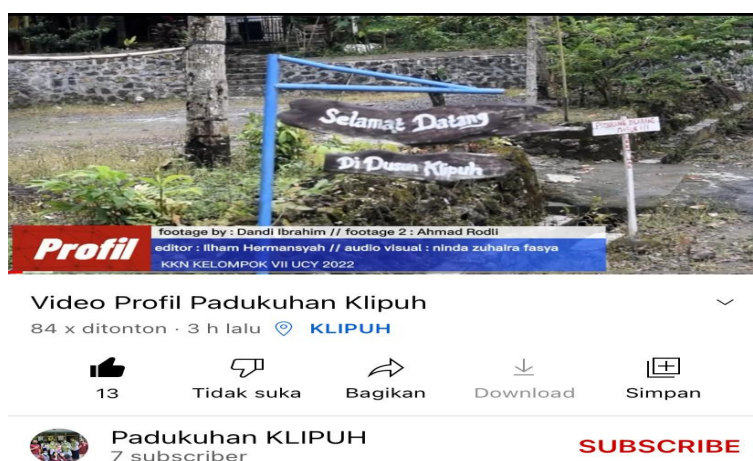 Selamat Datang
Di Dusun Klipuh
Profil
footage by : Dandi Ibrahim // footage 2 : Ahmad Rodli
editor : Ilham Hermansyah // audio visual : ninda zuhaira fasya
KKN KELOMPOK VII UCY 2022
Video Profil Padukuhan Klipuh
84 x ditonton · 3 h lalu KLIPUH
13 Tidak suka Bagikan Download Simpan
Padukuhan KLIPUH
7 subscriber
SUBSCRIBE